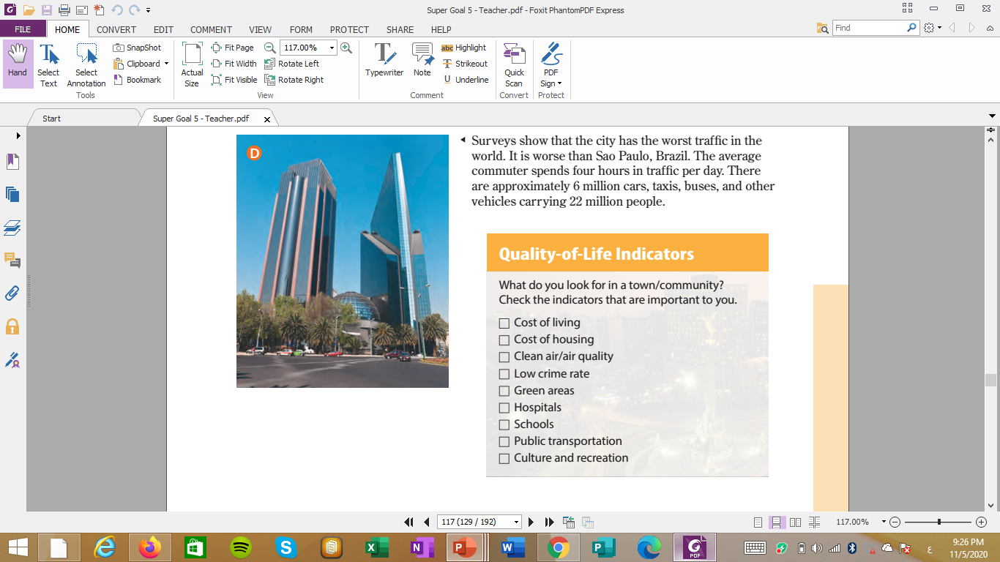 Super Goal 5 - Teacher.pdf - Foxit PhantomPDF Express
FILE HOME CONVERT EDIT COMMENT VIEW FORM PROTECT SHARE HELP
Find
Hand
Select Text
Select Annotation
SnapShot
Clipboard
Bookmark
Tools
Actual Size
Fit Page
Fit Width
Fit Visible
117.00%
Rotate Left
Rotate Right
View
Typewriter
Note
Highlight
Strikeout
Underline
Comment
Quick Scan
Convert
PDF Sign
Protect
Start
Super Goal 5 - Teacher.pdf
D
Surveys show that the city has the worst traffic in the
world. It is worse than Sao Paulo, Brazil. The average
commuter spends four hours in traffic per day. There
are approximately 6 million cars, taxis, buses, and other
vehicles carrying 22 million people.
Quality-of-Life Indicators
What do you look for in a town/community?
Check the indicators that are important to you.
Cost of living
Cost of housing
Clean air/air quality
Low crime rate
Green areas
Hospitals
Schools
Public transportation
Culture and recreation
117 (129 / 192)
117.00%
PDF
ع
9:26 PM
11/5/2020